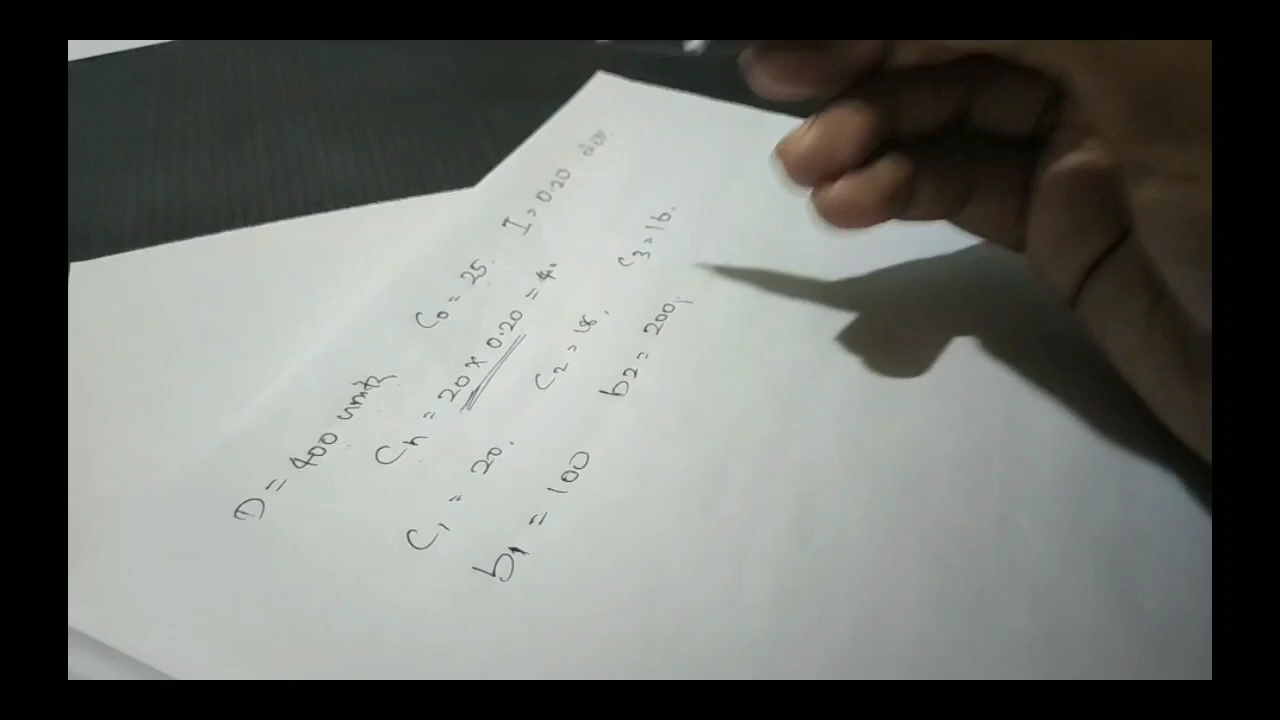 D = 400 units C₀ = 25. I = 0.20
Cₕ = 20 x 0.20 = 4.
C₁ = 20. C₂ = 18. C₃ = 16.
b₁ = 100 b₂ = 200;